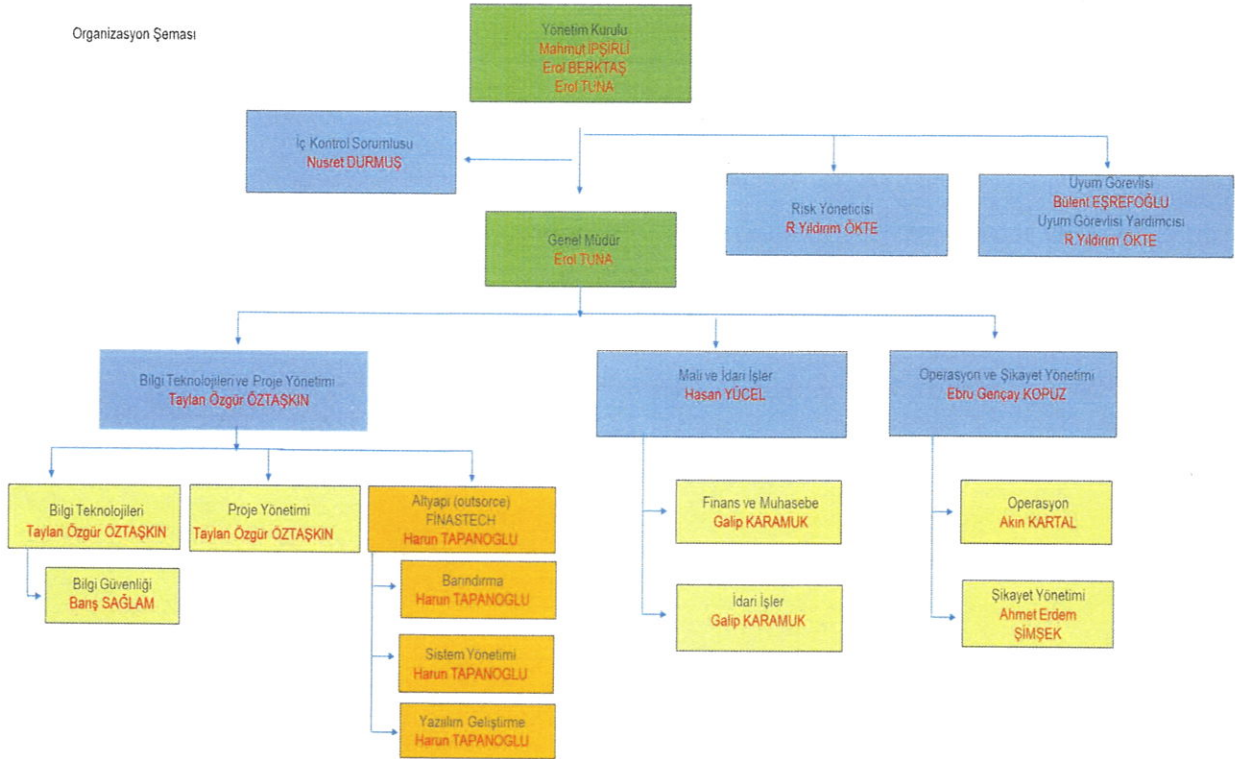 Organizasyon Şeması
Yönetim Kurulu
Mahmut İPŞİRLİ
Erol BERKTAŞ
Erol TUNA
İç Kontrol Sorumlusu
Nusret DURMUŞ
Risk Yöneticisi
R.Yıldırım ÖKTE
Uyum Görevlisi
Bülent EŞREFOĞLU
Uyum Görevlisi Yardımcısı
R.Yıldırım ÖKTE
Genel Müdür
Erol TUNA
Bilgi Teknolojileri ve Proje Yönetimi
Taylan Özgür ÖZTAŞKIN
Mali ve İdari İşler
Hasan YÜCEL
Operasyon ve Şikayet Yönetimi
Ebru Gençay KOPUZ
Bilgi Teknolojileri
Taylan Özgür ÖZTAŞKIN
Proje Yönetimi
Taylan Özgür ÖZTAŞKIN
Altyapı (outsorce)
FİNASTECH
Harun TAPANOGLU
Finans ve Muhasebe
Galip KARAMUK
Operasyon
Akın KARTAL
Bilgi Güvenliği
Barış SAĞLAM
Barındırma
Harun TAPANOGLU
İdari İşler
Galip KARAMUK
Şikayet Yönetimi
Ahmet Erdem
ŞİMŞEK
Sistem Yönetimi
Harun TAPANOGLU
Yazılım Geliştirme
Harun TAPANOGLU